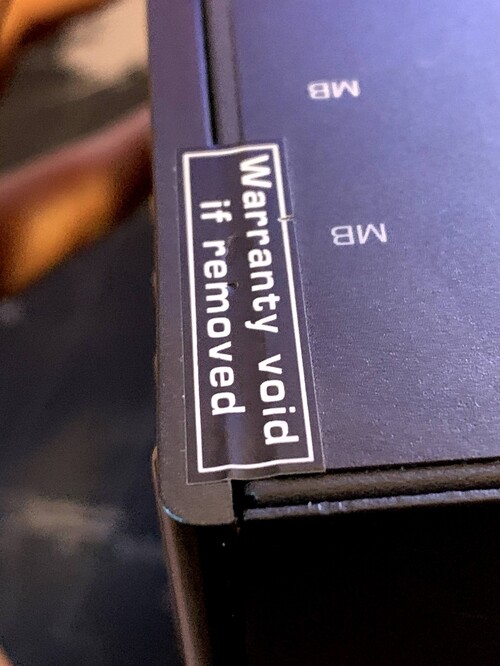 Warranty void
if removed
MB
MB